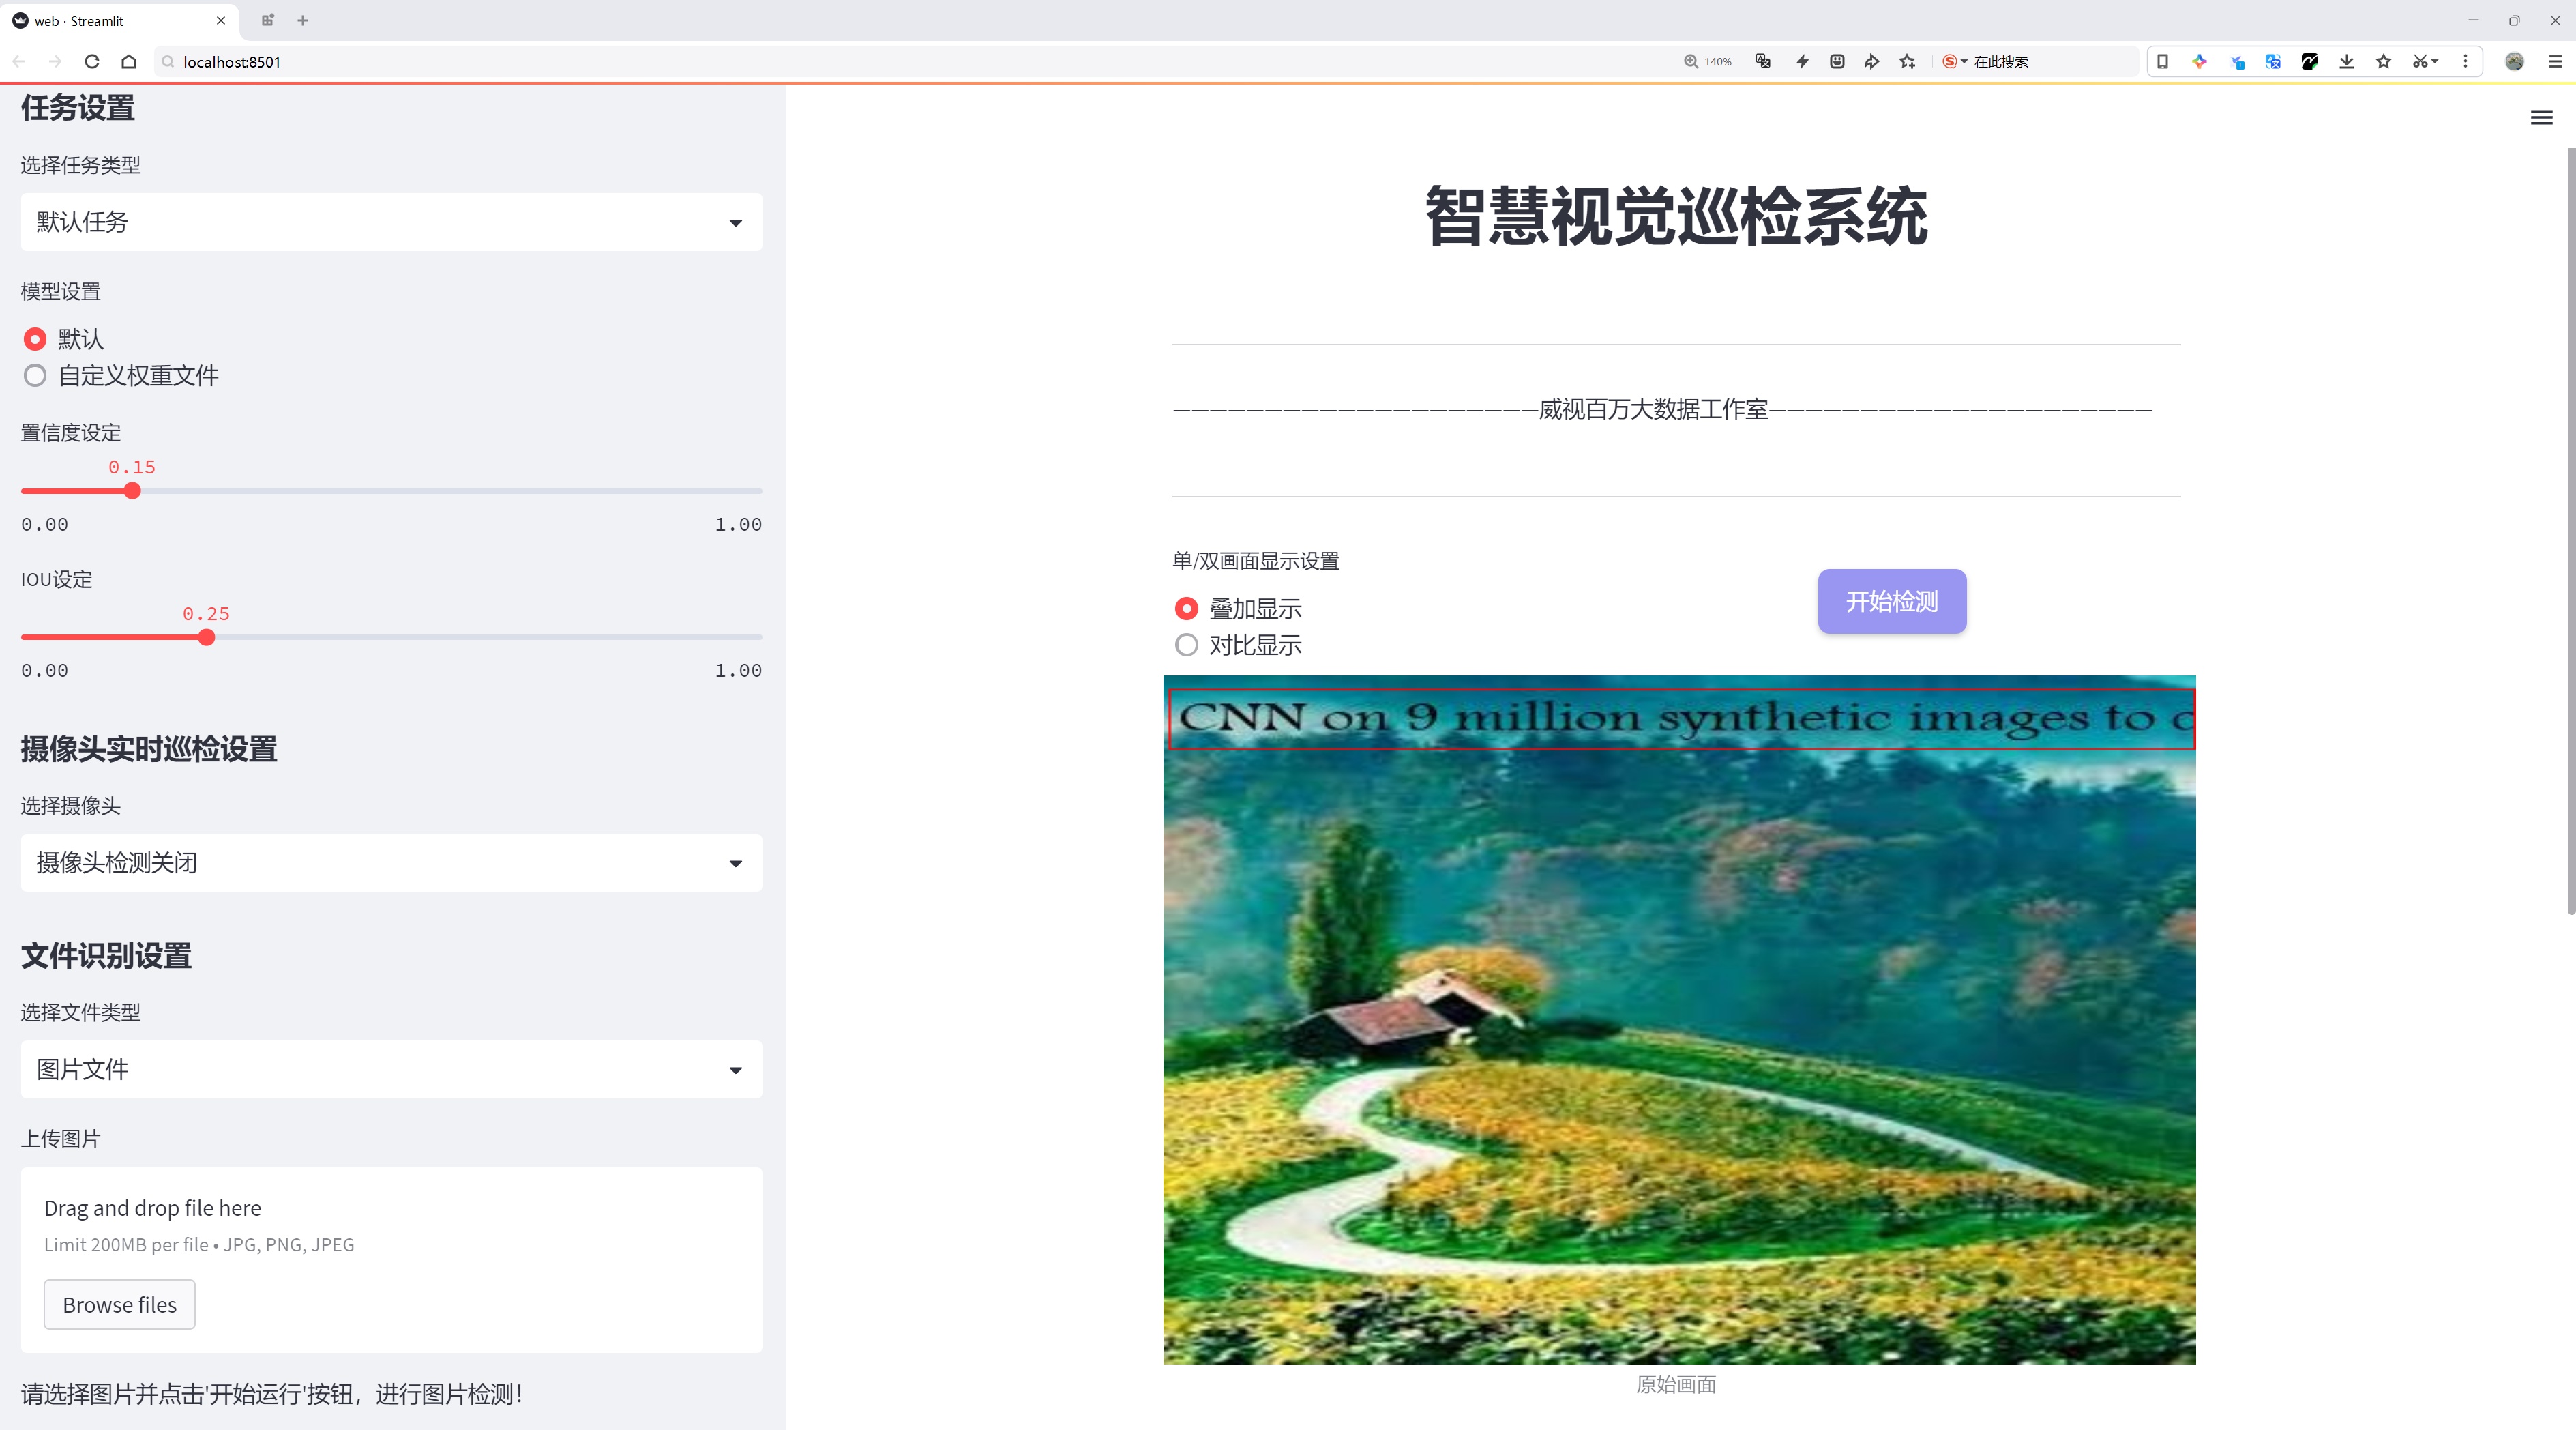 web · Streamlit
localhost:8501
140%
在此搜索
任务设置
选择任务类型
默认任务
模型设置
默认
自定义权重文件
置信度设定
0.15
0.00 1.00
IOU设定
0.25
0.00 1.00
摄像头实时巡检设置
选择摄像头
摄像头检测关闭
文件识别设置
选择文件类型
图片文件
上传图片
Drag and drop file here
Limit 200MB per file • JPG, PNG, JPEG
Browse files
请选择图片并点击'开始运行'按钮，进行图片检测！
智慧视觉巡检系统
————————————————————威视百万大数据工作室—————————————————————
单/双画面显示设置
叠加显示
对比显示
开始检测
CNN on 9 million synthetic images to c
原始画面